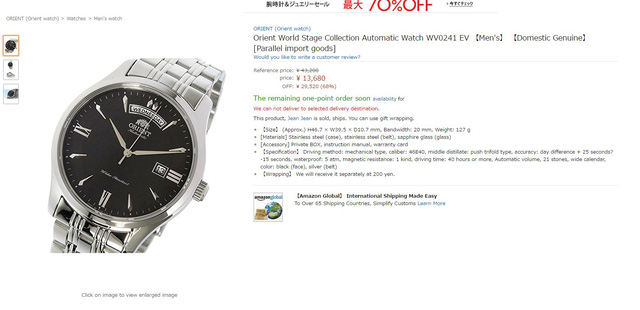 腕時計&ジュエリーセール 最大 70%OFF 今すぐチェック
ORIENT (Orient watch) > Watches > Men's watch
ORIENT (Orient watch)
Orient World Stage Collection Automatic Watch WV0241 EV 【Men's】 【Domestic Genuine】
[Parallel import goods]
Would you like to write a customer review?
Reference price: ¥ 43,200
price: ¥ 13,680
OFF: ¥ 29,520 (68%)
The remaining one-point order soon availability for
We can not deliver to selected delivery destination.
This product, Jean Jean is sold, ships. You can use gift wrapping.
【Size】 (Approx.) H46.7 × W39.5 × D10.7 mm, Bandwidth: 20 mm, Weight: 127 g
[Materials] Stainless steel (case), stainless steel (belt), sapphire glass (glass)
[Accessory] Private BOX, instruction manual, warranty card
【Specification】 Driving method: mechanical type, caliber: 46E40, middle distillate: push trifold type, accuracy: day difference + 25 seconds?
-15 seconds, waterproof: 5 atm, magnetic resistance: 1 kind, driving time: 40 hours or more, Automatic volume, 21 stones, wide calendar,
color: black (face), silver (belt)
【Wrapping】 We will receive it separately at 200 yen.
【Amazon Global】 International Shipping Made Easy
To Over 65 Shipping Countries, Simplify Customs Learn More
amazonglobal
ORIENT
Click on image to view enlarged image